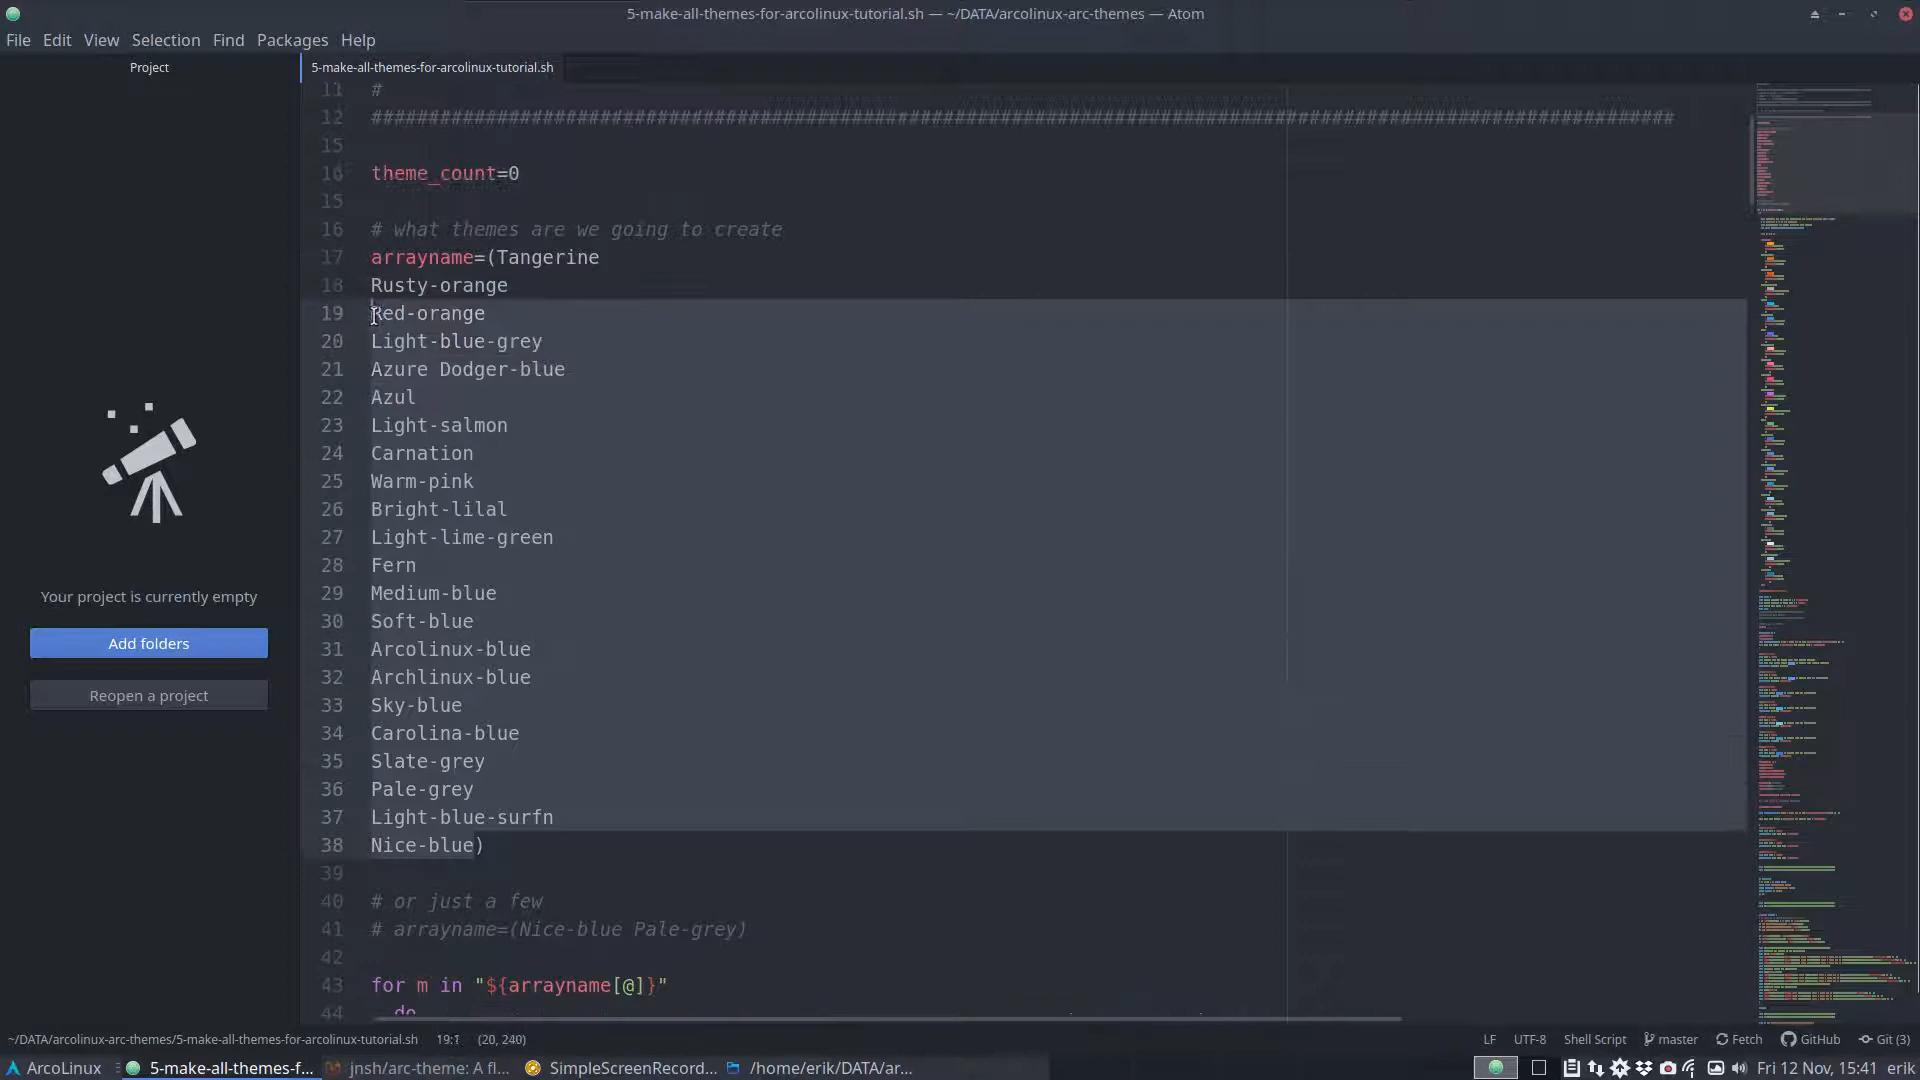 5-make-all-themes-for-arcolinux-tutorial.sh — ~/DATA/arcolinux-arc-themes — Atom
File Edit View Selection Find Packages Help
Project
5-make-all-themes-for-arcolinux-tutorial.sh
11 #
12 ####################################################################################################################
15
theme_count=0
15
16 # what themes are we going to create
17 arrayname=(Tangerine
18 Rusty-orange
19 Red-orange
20 Light-blue-grey
21 Azure Dodger-blue
22 Azul
23 Light-salmon
24 Carnation
25 Warm-pink
26 Bright-lilal
27 Light-lime-green
28 Fern
29 Medium-blue
30 Soft-blue
31 Arcolinux-blue
32 Archlinux-blue
33 Sky-blue
34 Carolina-blue
35 Slate-grey
36 Pale-grey
37 Light-blue-surfn
38 Nice-blue)
39
40 # or just a few
41 # arrayname=(Nice-blue Pale-grey)
42
43 for m in "${arrayname[@]}"
44 do
Your project is currently empty
Add folders
Reopen a project
~/DATA/arcolinux-arc-themes/5-make-all-themes-for-arcolinux-tutorial.sh 19:1 (20, 240) LF UTF-8 Shell Script master Fetch GitHub Git (3)
ArcoLinux 5-make-all-themes-f... jnsh/arc-theme: A fl... SimpleScreenRecord... /home/erik/DATA/ar... Fri 12 Nov, 15:41 erik